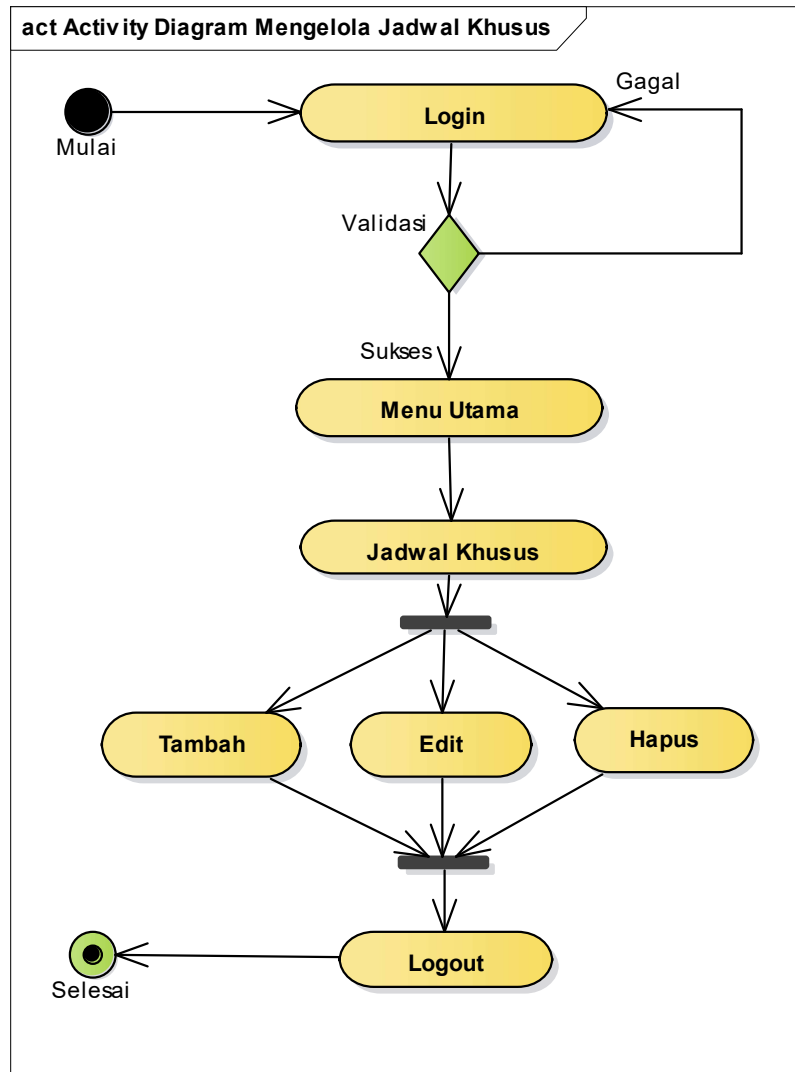 act Activity Diagram Mengelola Jadwal Khusus
Gagal
Login
Mulai
Validasi
Sukses
Menu Utama
Jadwal Khusus
Tambah
Edit
Hapus
Logout
Selesai